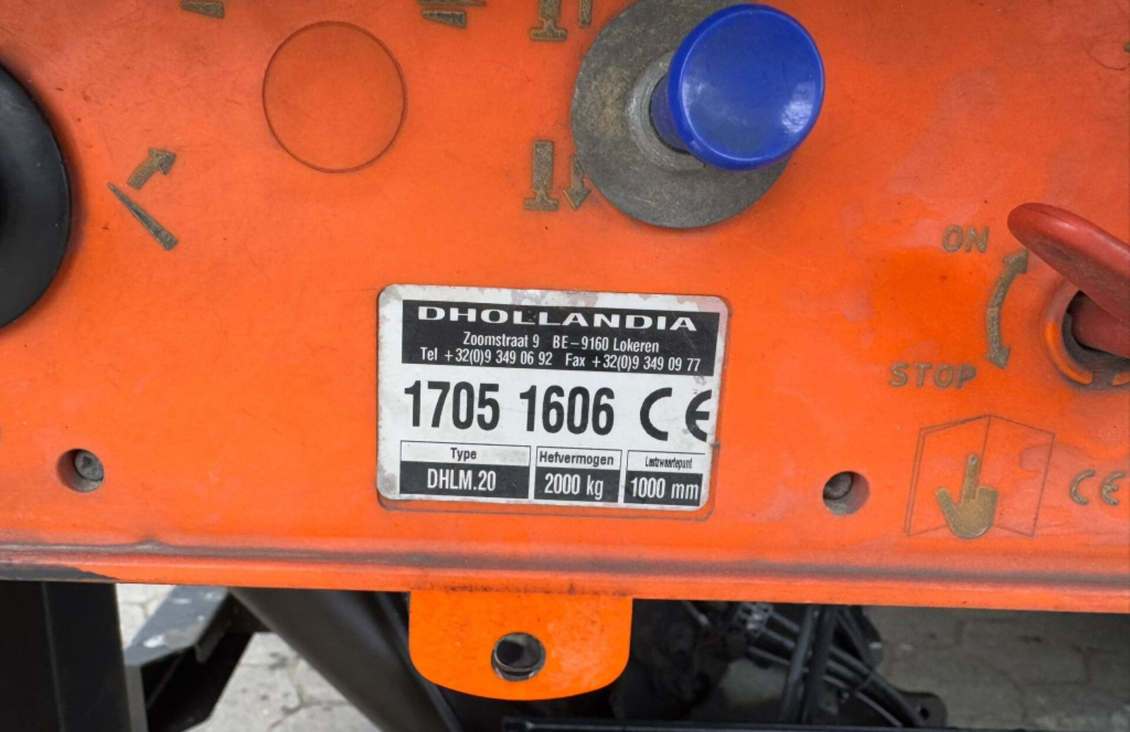 ON
STOP
DHOLLANDIA
Zoomstraat 9 BE-9160 Lokeren
Tel +32(0)9 349 06 92 Fax +32(0)9 349 09 77
1705 1606 CE
Type Hefvermogen Lastzwaartepunt
DHLM.20 2000 kg 1000 mm
CE